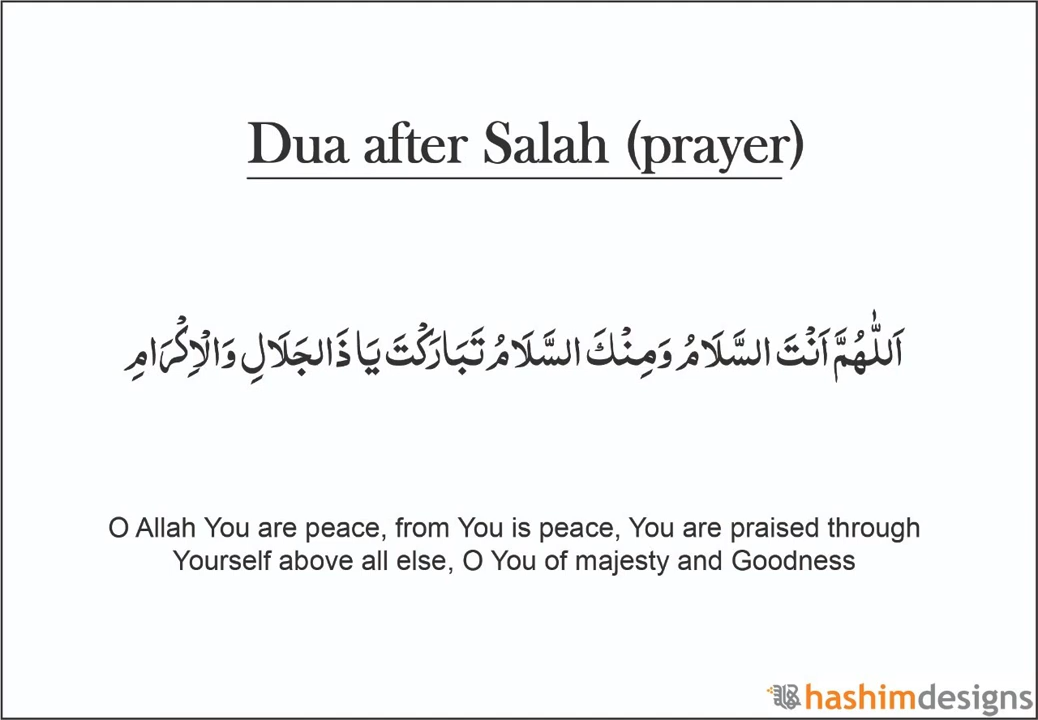 Dua after Salah (prayer)
اَللّٰهُمَّ اَنْتَ السَّلَامُ وَمِنْكَ السَّلَامُ تَبَارَكْتَ يَا ذَالجَلَالِ وَالْاِكْرَامِ
O Allah You are peace, from You is peace, You are praised through
Yourself above all else, O You of majesty and Goodness
hashimdesigns